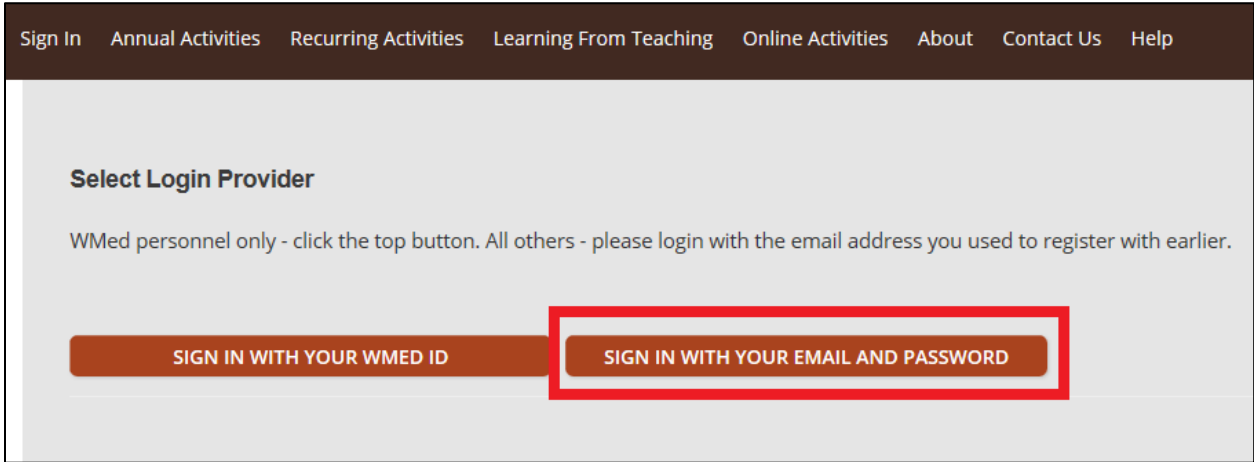 Sign In Annual Activities Recurring Activities Learning From Teaching Online Activities About Contact Us Help
Select Login Provider
WMed personnel only - click the top button. All others - please login with the email address you used to register with earlier.
SIGN IN WITH YOUR WMED ID SIGN IN WITH YOUR EMAIL AND PASSWORD